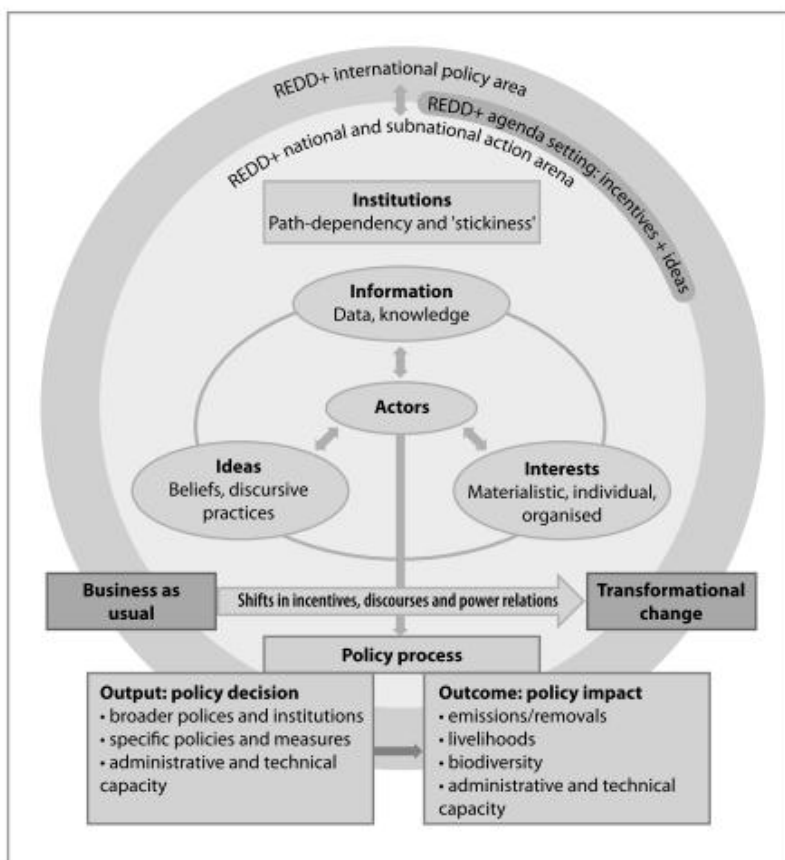 REDD+ international policy area
REDD+ agenda setting: incentives + ideas
REDD+ national and subnational action arena
Institutions
Path-dependency and 'stickiness'
Information
Data, knowledge
Actors
Ideas
Beliefs, discursive
practices
Interests
Materialistic, individual,
organised
Business as
usual
Shifts in incentives, discourses and power relations
Transformational
change
Policy process
Output: policy decision
• broader polices and institutions
• specific policies and measures
• administrative and technical
capacity
Outcome: policy impact
• emissions/removals
• livelihoods
• biodiversity
• administrative and technical
capacity